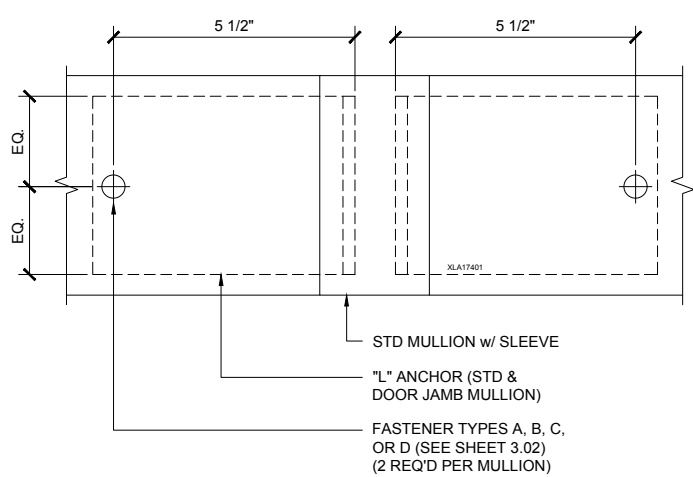 5 1/2"
5 1/2"
EQ.
EQ.
XLA17401
STD MULLION w/ SLEEVE
"L" ANCHOR (STD &
DOOR JAMB MULLION)
FASTENER TYPES A, B, C,
OR D (SEE SHEET 3.02)
(2 REQ'D PER MULLION)